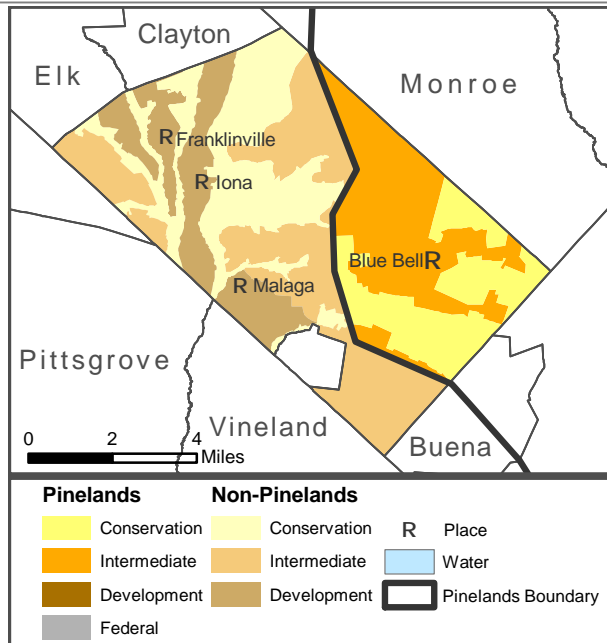 Clayton
Elk
Monroe
R Franklinville
R Iona
Blue Bell R
R Malaga
Pittsgrove
Vineland
Buena
0 2 4
Miles
Pinelands Non-Pinelands
Conservation Conservation R Place
Intermediate Intermediate Water
Development Development Pinelands Boundary
Federal